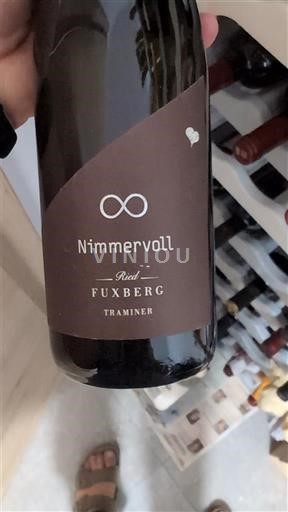 ∞
Nimmervoll
VINIOU
Ried
FUXBERG
TRAMINER